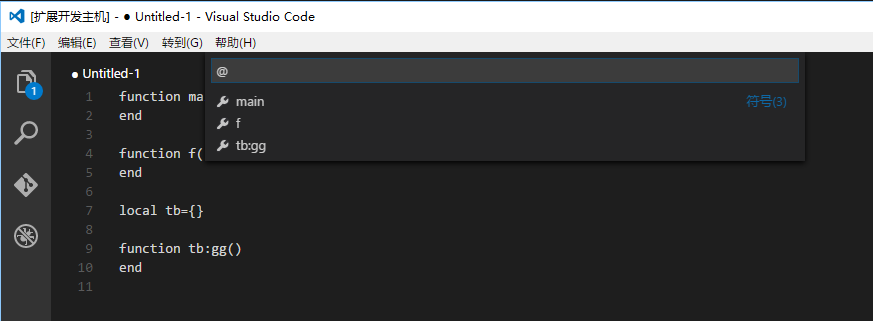 [扩展开发主机] - ● Untitled-1 - Visual Studio Code
文件(F) 编辑(E) 查看(V) 转到(G) 帮助(H)
@
main 符号(3)
f
tb:gg
1
● Untitled-1
1 function ma
2 end
3
4 function f(
5 end
6
7 local tb={}
8
9 function tb:gg()
10 end
11